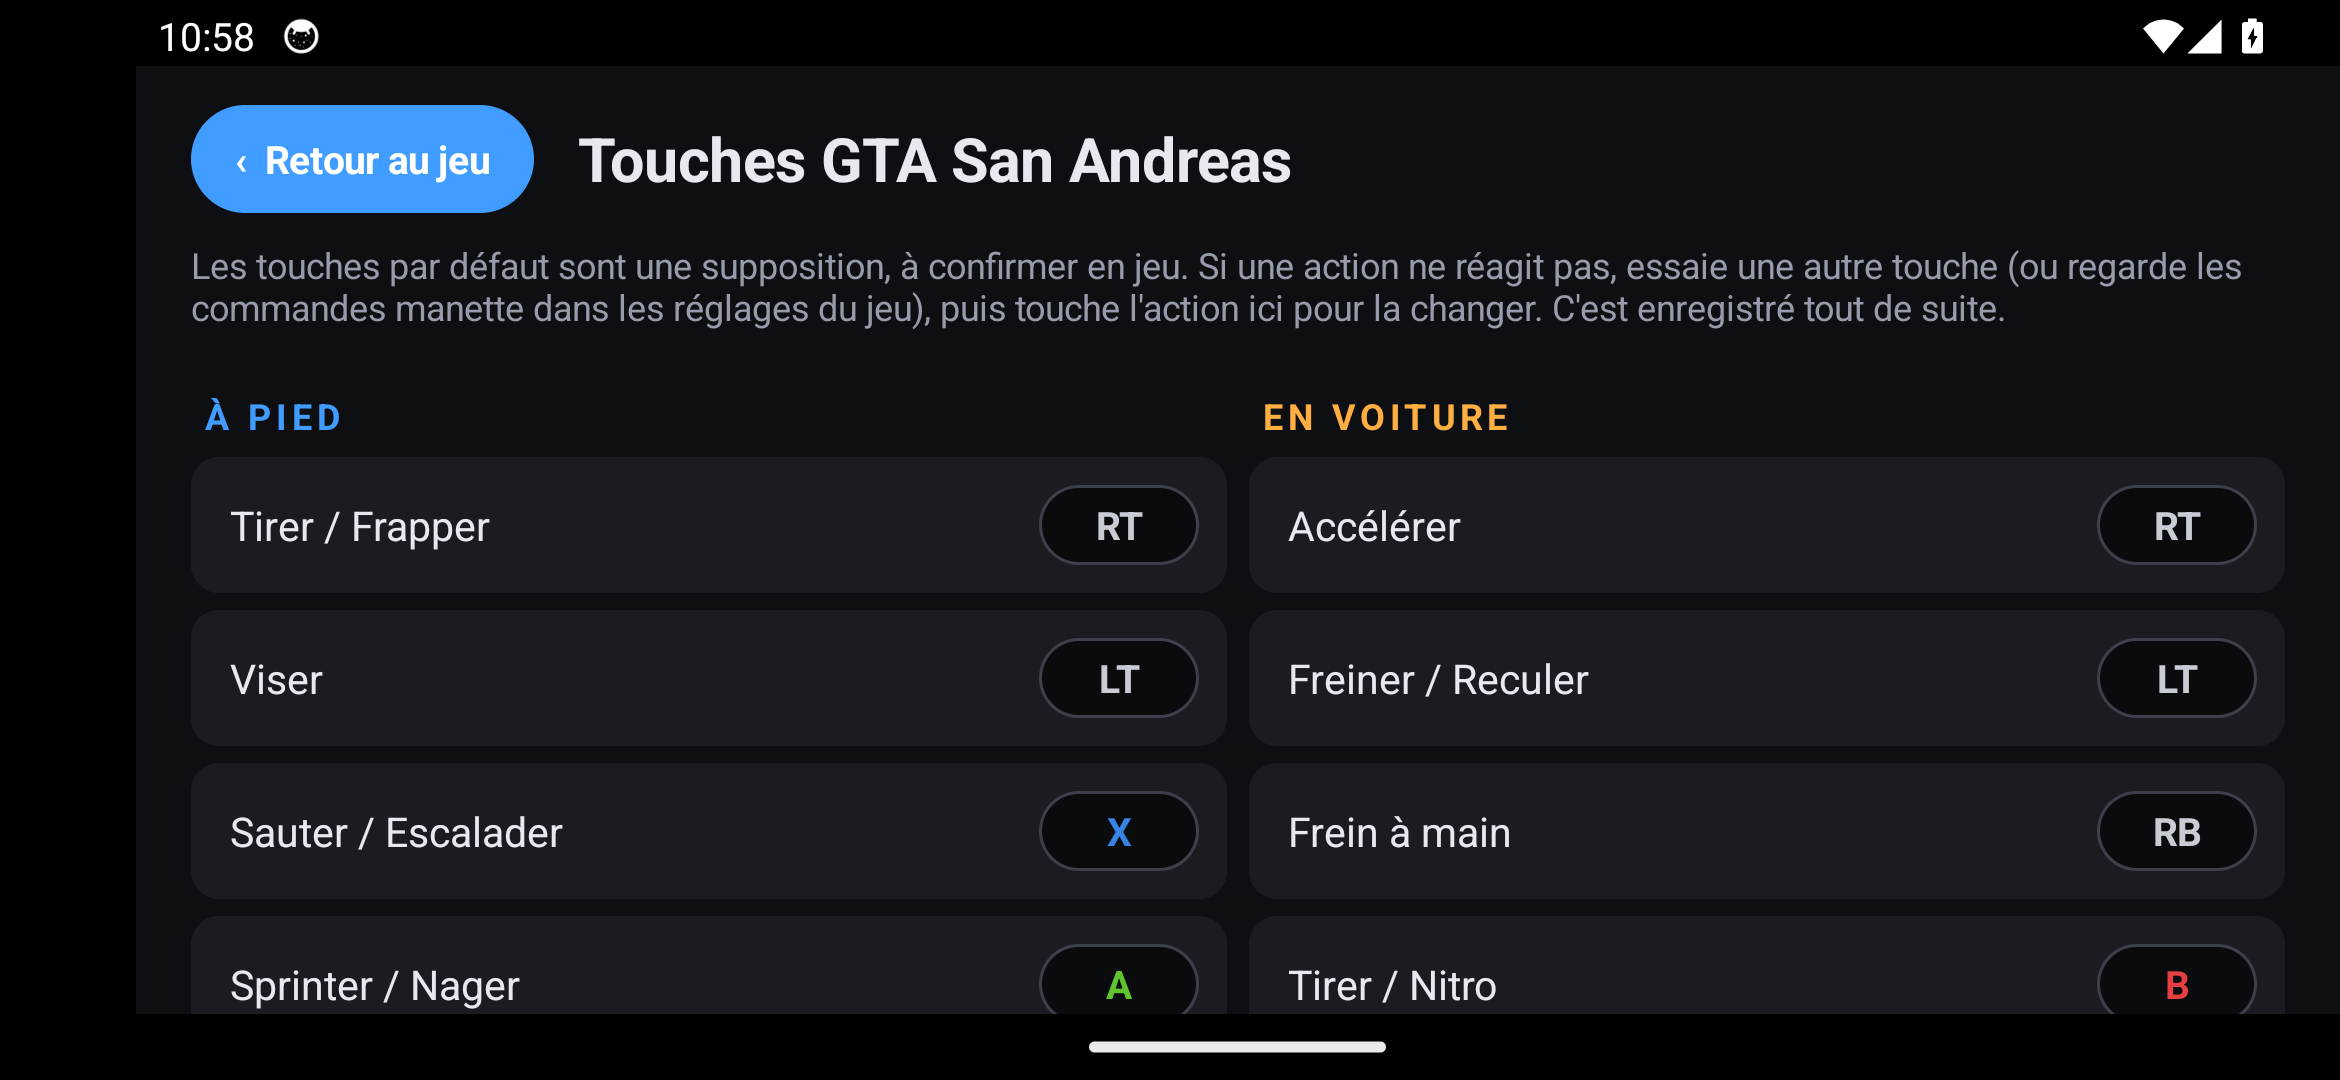 10:58
‹ Retour au jeu
Touches GTA San Andreas
Les touches par défaut sont une supposition, à confirmer en jeu. Si une action ne réagit pas, essaie une autre touche (ou regarde les
commandes manette dans les réglages du jeu), puis touche l'action ici pour la changer. C'est enregistré tout de suite.
À PIED
Tirer / Frapper RT
Viser LT
Sauter / Escalader X
Sprinter / Nager A
EN VOITURE
Accélérer RT
Freiner / Reculer LT
Frein à main RB
Tirer / Nitro B